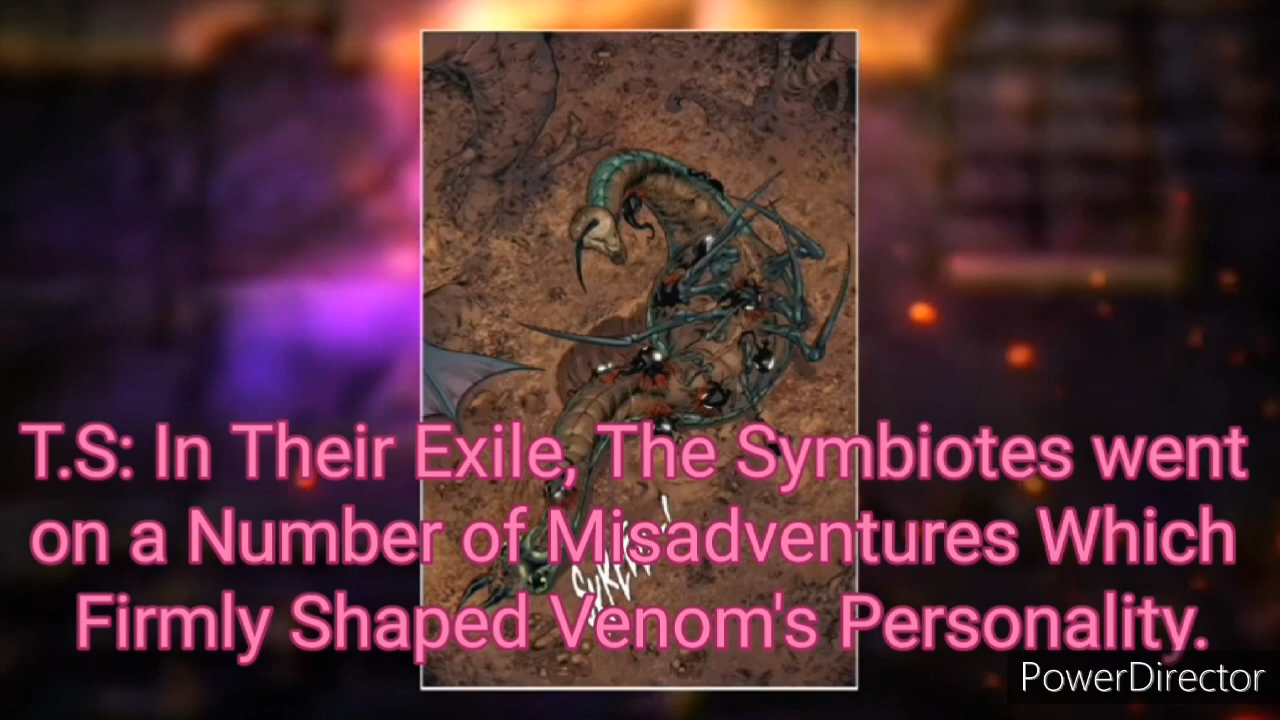 T.S: In Their Exile, The Symbiotes went
on a Number of Misadventures Which
Firmly Shaped Venom's Personality.
PowerDirector